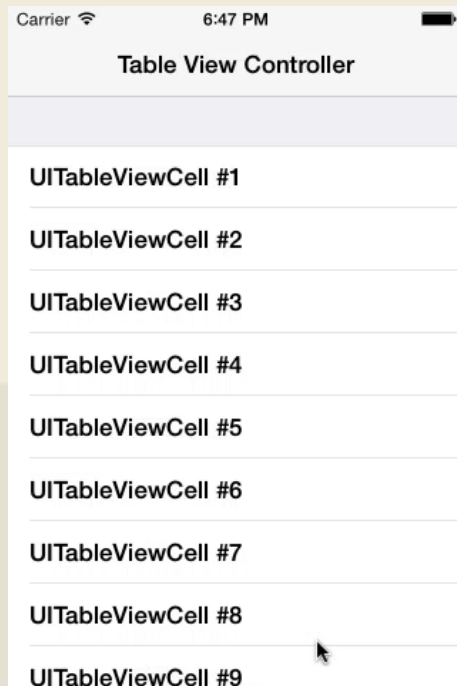 Carrier 6:47 PM
Table View Controller
UITableViewCell #1
UITableViewCell #2
UITableViewCell #3
UITableViewCell #4
UITableViewCell #5
UITableViewCell #6
UITableViewCell #7
UITableViewCell #8
UITableViewCell #9